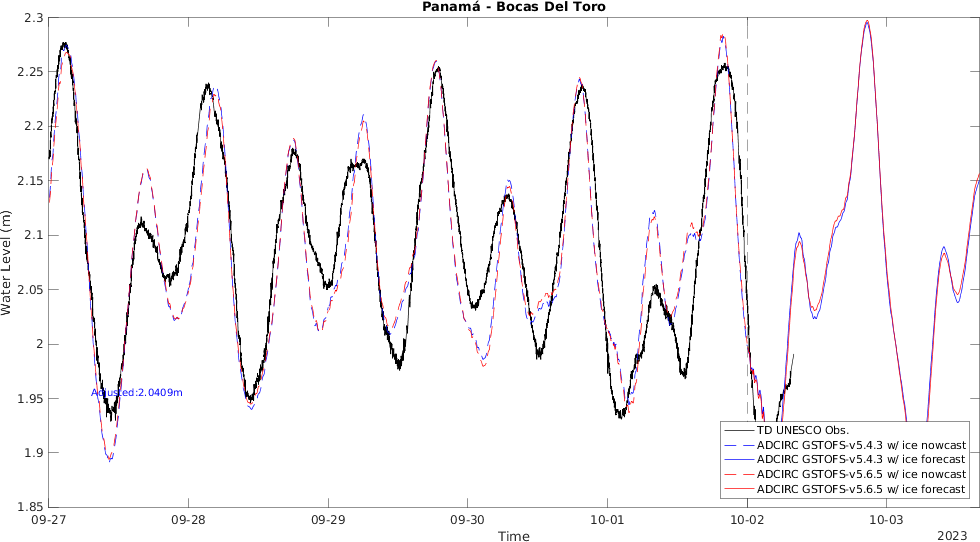 Panamá - Bocas Del Toro
Water Level (m)
2.3
2.25
2.2
2.15
2.1
2.05
2
1.95
1.9
1.85
Adjusted:2.0409m
TD UNESCO Obs.
ADCIRC GSTOFS-v5.4.3 w/ ice nowcast
ADCIRC GSTOFS-v5.4.3 w/ ice forecast
ADCIRC GSTOFS-v5.6.5 w/ ice nowcast
ADCIRC GSTOFS-v5.6.5 w/ ice forecast
09-27 09-28 09-29 09-30 10-01 10-02 10-03
Time
2023